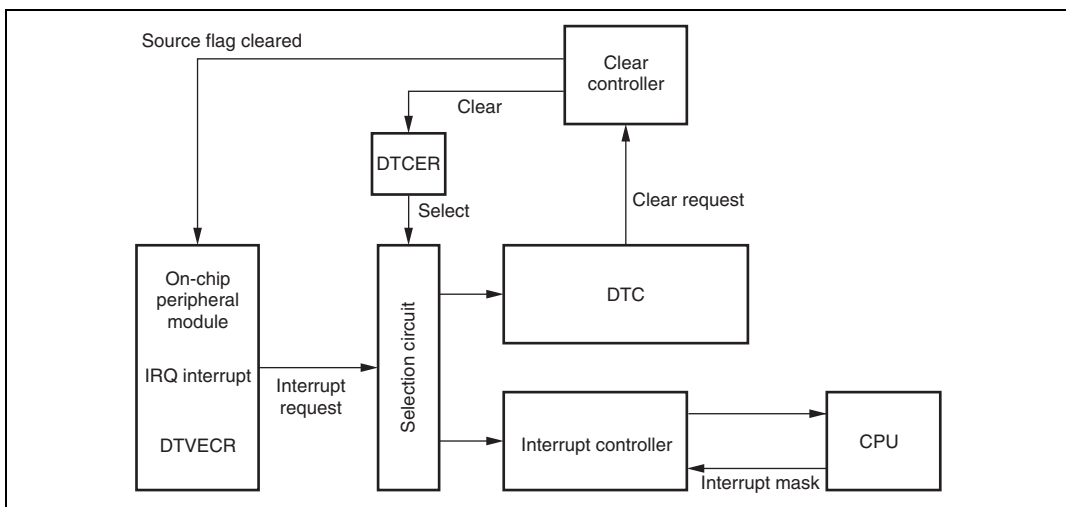 Source flag cleared
Clear
controller
Clear
DTCER
Clear request
Select
On-chip
peripheral
module
IRQ interrupt
DTVECR
Interrupt
request
Selection circuit
DTC
Interrupt controller
CPU
Interrupt mask